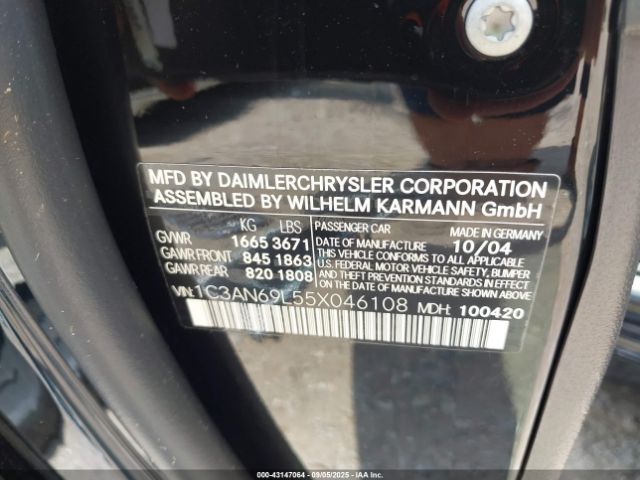 MFD BY DAIMLERCHRYSLER CORPORATION
ASSEMBLED BY WILHELM KARMANN GmbH
KG LBS
GVWR 1665 3671
GAWR FRONT 845 1863
GAWR REAR 820 1808
PASSENGER CAR MADE IN GERMANY
DATE OF MANUFACTURE 10/04
THIS VEHICLE CONFORMS TO ALL APPLICABLE
U.S. FEDERAL MOTOR VEHICLE SAFETY, BUMPER
AND THEFT PREVENTION STANDARDS IN EFFECT
ON THE DATE OF MANUFACTURE SHOWN ABOVE.
VIN: 1C3AN69L55X046108 MDH: 100420
000-43147064 - 09/05/2025 - IAAI.COM